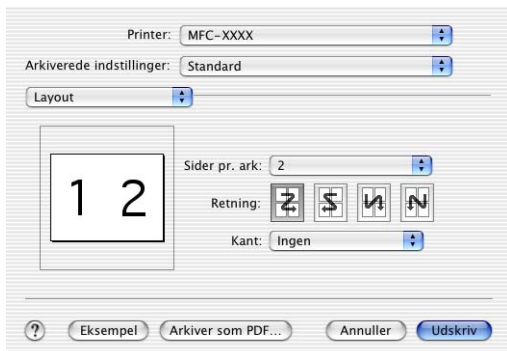 Printer: MFC-XXXX
Arkiverede indstillinger: Standard
Layout
1 2
Sider pr. ark: 2
Retning:
Kant: Ingen
? Eksempel Arkiver som PDF... Annuller Udskriv